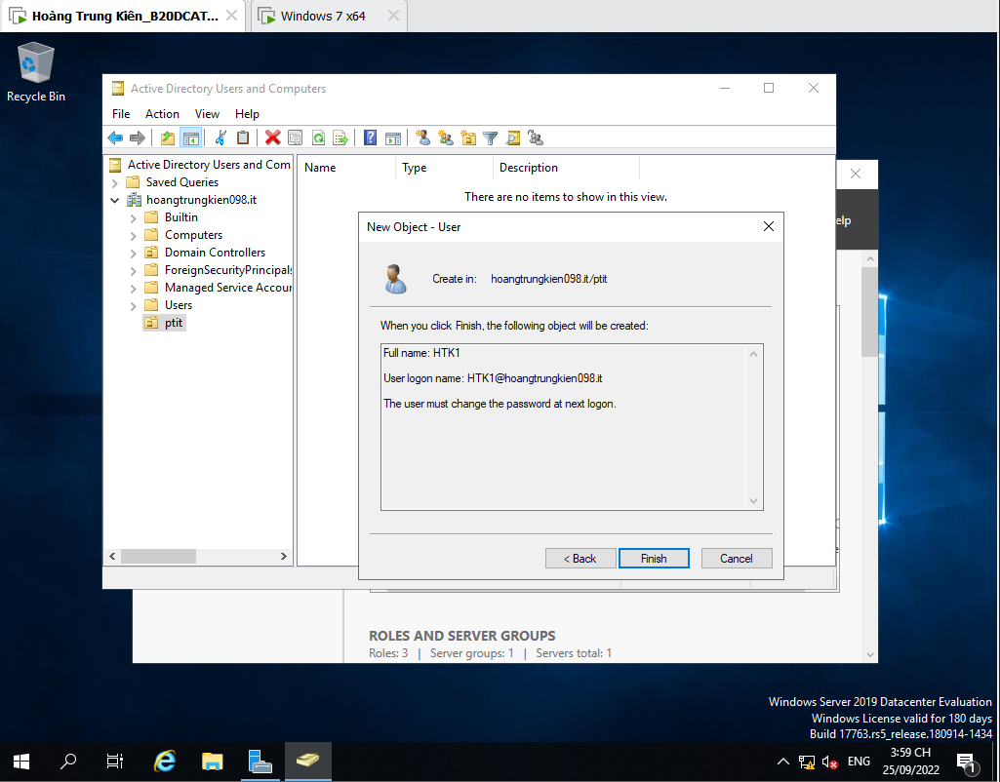 Hoàng Trung Kiên_B20DCAT...
Windows 7 x64
Recycle Bin
Active Directory Users and Computers
File Action View Help
Active Directory Users and Com
Saved Queries
hoangtrungkien098.it
Builtin
Computers
Domain Controllers
ForeignSecurityPrincipals
Managed Service Accour
Users
ptit
Name Type Description
There are no items to show in this view.
elp
New Object - User
Create in: hoangtrungkien098.it/ptit
When you click Finish, the following object will be created:
Full name: HTK1
User logon name: HTK1@hoangtrungkien098.it
The user must change the password at next logon.
< Back Finish Cancel
ROLES AND SERVER GROUPS
Roles: 3 | Server groups: 1 | Servers total: 1
Windows Server 2019 Datacenter Evaluation
Windows License valid for 180 days
Build 17763.rs5_release.180914-1434
ENG
3:59 CH
25/09/2022
1